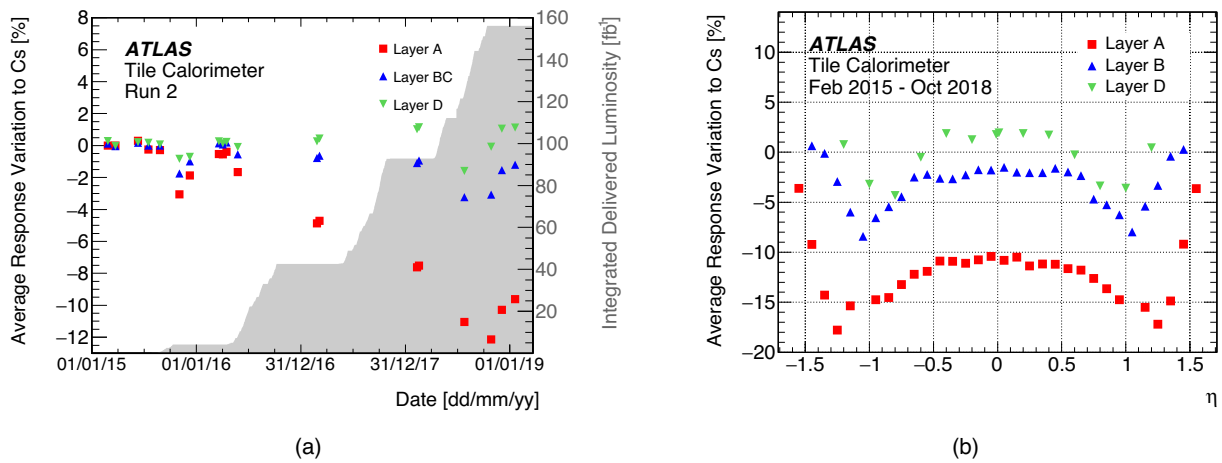 Average Response Variation to Cs [%]
8
6
4
2
0
−2
−4
−6
−8
−10
−12
ATLAS
Tile Calorimeter
Run 2
Layer A
Layer BC
Layer D
160
140
120
100
80
60
40
20
Integrated Delivered Luminosity [fb¹]
01/01/15
01/01/16
31/12/16
31/12/17
01/01/19
Date [dd/mm/yy]
(a)
Average Response Variation to Cs [%]
10
5
0
−5
−10
−15
−20
ATLAS
Tile Calorimeter
Feb 2015 - Oct 2018
Layer A
Layer B
Layer D
−1.5
−1
−0.5
0
0.5
1
1.5
η
(b)